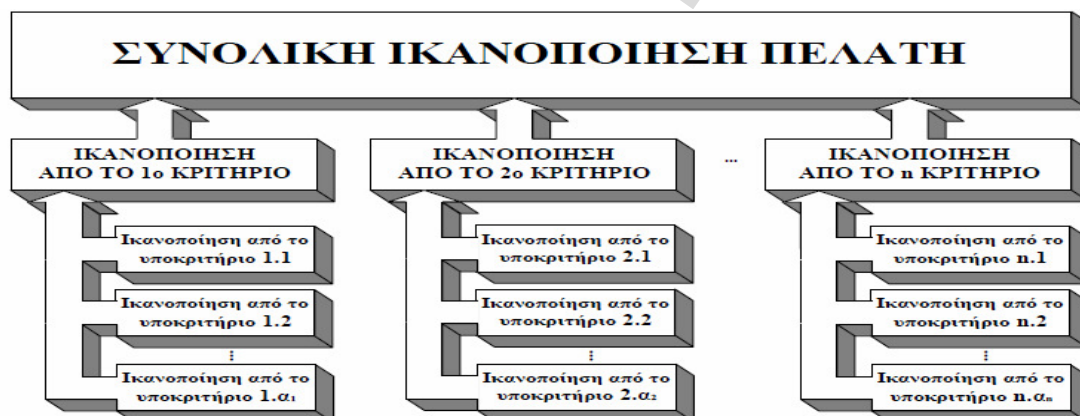 ΣΥΝΟΛΙΚΗ ΙΚΑΝΟΠΟΙΗΣΗ ΠΕΛΑΤΗ
ΙΚΑΝΟΠΟΙΗΣΗ
ΑΠΟ ΤΟ 1ο ΚΡΙΤΗΡΙΟ
Ικανοποίηση από το
υποκριτήριο 1.1
Ικανοποίηση από το
υποκριτήριο 1.2
⋮
Ικανοποίηση από το
υποκριτήριο 1.α₁
ΙΚΑΝΟΠΟΙΗΣΗ
ΑΠΟ ΤΟ 2ο ΚΡΙΤΗΡΙΟ
Ικανοποίηση από το
υποκριτήριο 2.1
Ικανοποίηση από το
υποκριτήριο 2.2
⋮
Ικανοποίηση από το
υποκριτήριο 2.α₂
...
ΙΚΑΝΟΠΟΙΗΣΗ
ΑΠΟ ΤΟ n ΚΡΙΤΗΡΙΟ
Ικανοποίηση από το
υποκριτήριο n.1
Ικανοποίηση από το
υποκριτήριο n.2
⋮
Ικανοποίηση από το
υποκριτήριο n.αₙ